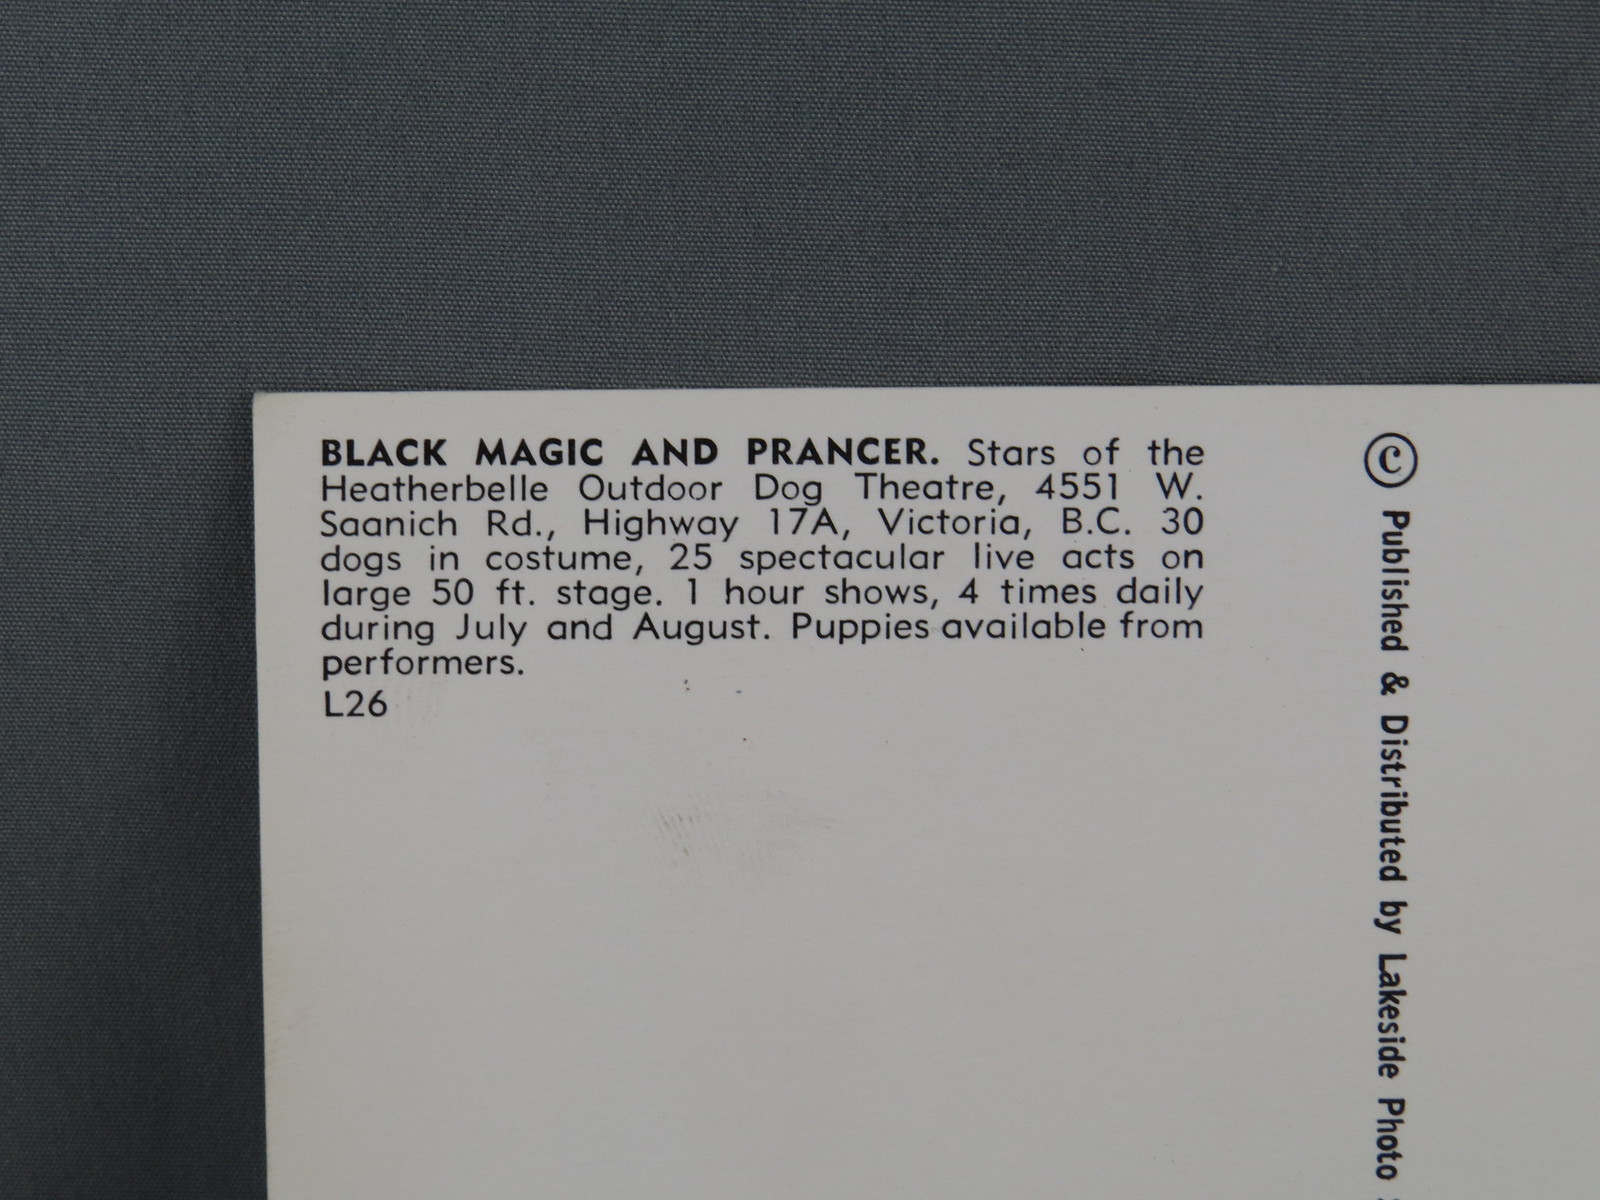 BLACK MAGIC AND PRANCER. Stars of the
Heatherbelle Outdoor Dog Theatre, 4551 W.
Saanich Rd., Highway 17A, Victoria, B.C. 30
dogs in costume, 25 spectacular live acts on
large 50 ft. stage. 1 hour shows, 4 times daily
during July and August. Puppies available from
performers.
L26
© Published & Distributed by Lakeside Photo